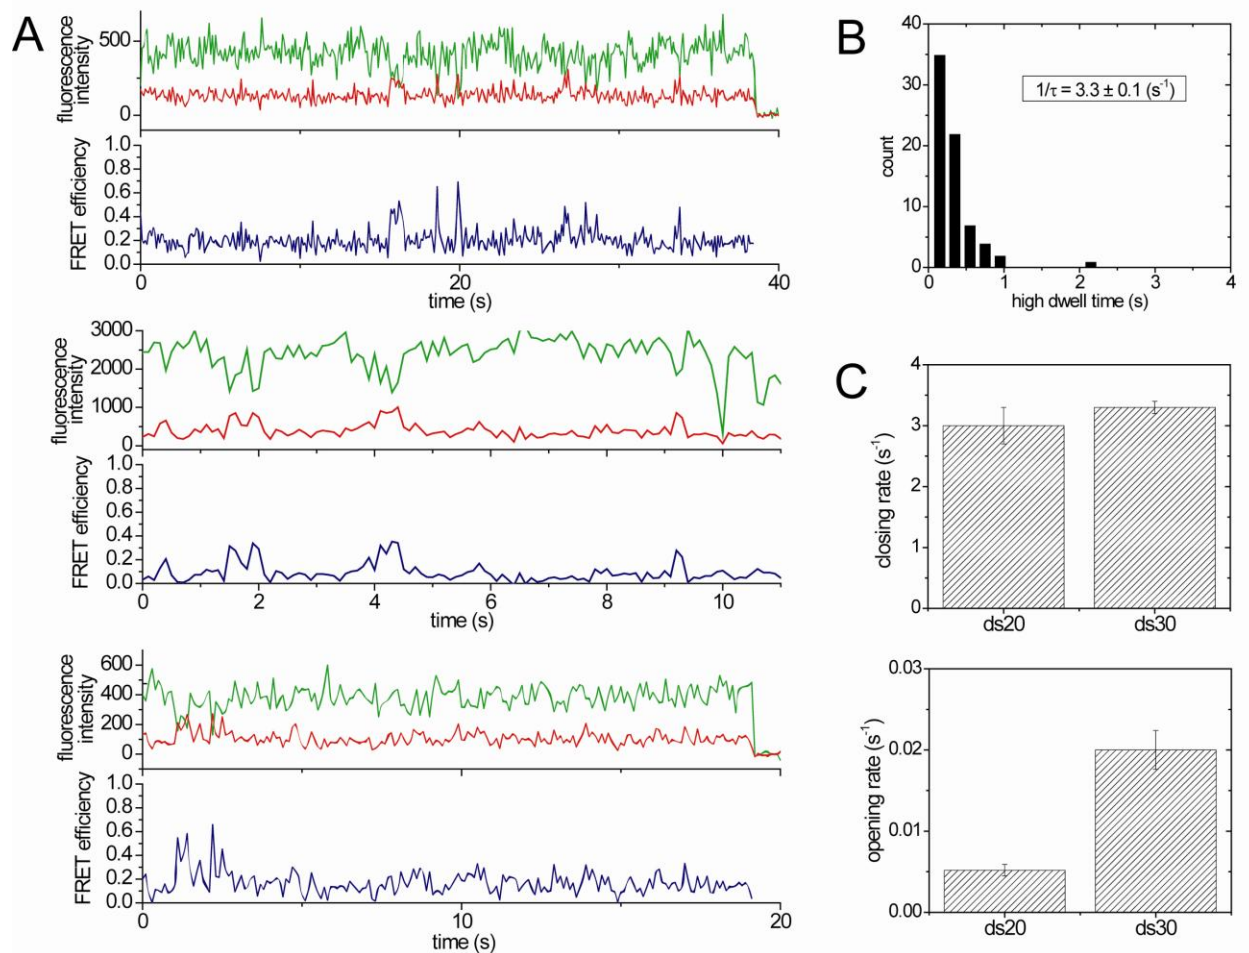 A
fluorescence
intensity
500
0
FRET efficiency
1.0
0.8
0.6
0.4
0.2
0.0
0
20
40
time (s)
fluorescence
intensity
3000
2000
1000
0
FRET efficiency
1.0
0.8
0.6
0.4
0.2
0.0
0
2
4
6
8
10
time (s)
fluorescence
intensity
600
400
200
0
FRET efficiency
1.0
0.8
0.6
0.4
0.2
0.0
0
10
20
time (s)
B
count
40
30
20
10
0
1/τ = 3.3 ± 0.1 (s⁻¹)
0
1
2
3
4
high dwell time (s)
C
closing rate (s⁻¹)
4
3
2
1
0
ds20
ds30
opening rate (s⁻¹)
0.03
0.02
0.01
0.00
ds20
ds30